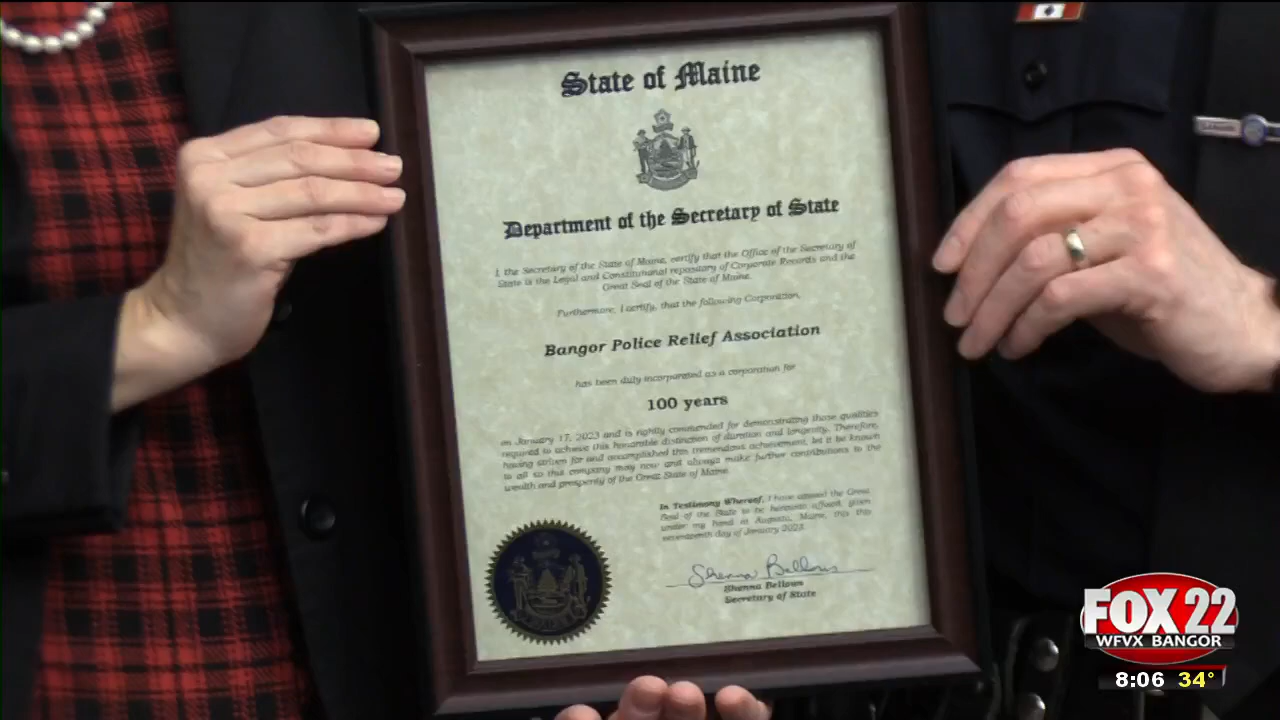 State of Maine
Department of the Secretary of State
I, the Secretary of the State of Maine, certify that the Office of the Secretary of
State is the Legal and Constitutional repository of Corporate Records and the
Great Seal of the State of Maine.
Furthermore, I certify, that the following Corporation,
Bangor Police Relief Association
has been duly incorporated as a corporation for
100 years
on January 17, 2023 and is rightly commended for demonstrating those qualities
required to achieve this honorable distinction of duration and longevity. Therefore,
having striven for and accomplished this tremendous achievement, let it be known
to all so this company may now and always make further contributions to the
wealth and prosperity of the Great State of Maine.
In Testimony Whereof, I have caused the Great
Seal of the State to be hereunto affixed, given
under my hand in Augusta, Maine, this this
seventeenth day of January 2023.
Shenna Bellows
Shenna Bellows
Secretary of State
FOX 22
WFVX BANGOR
8:06 34°